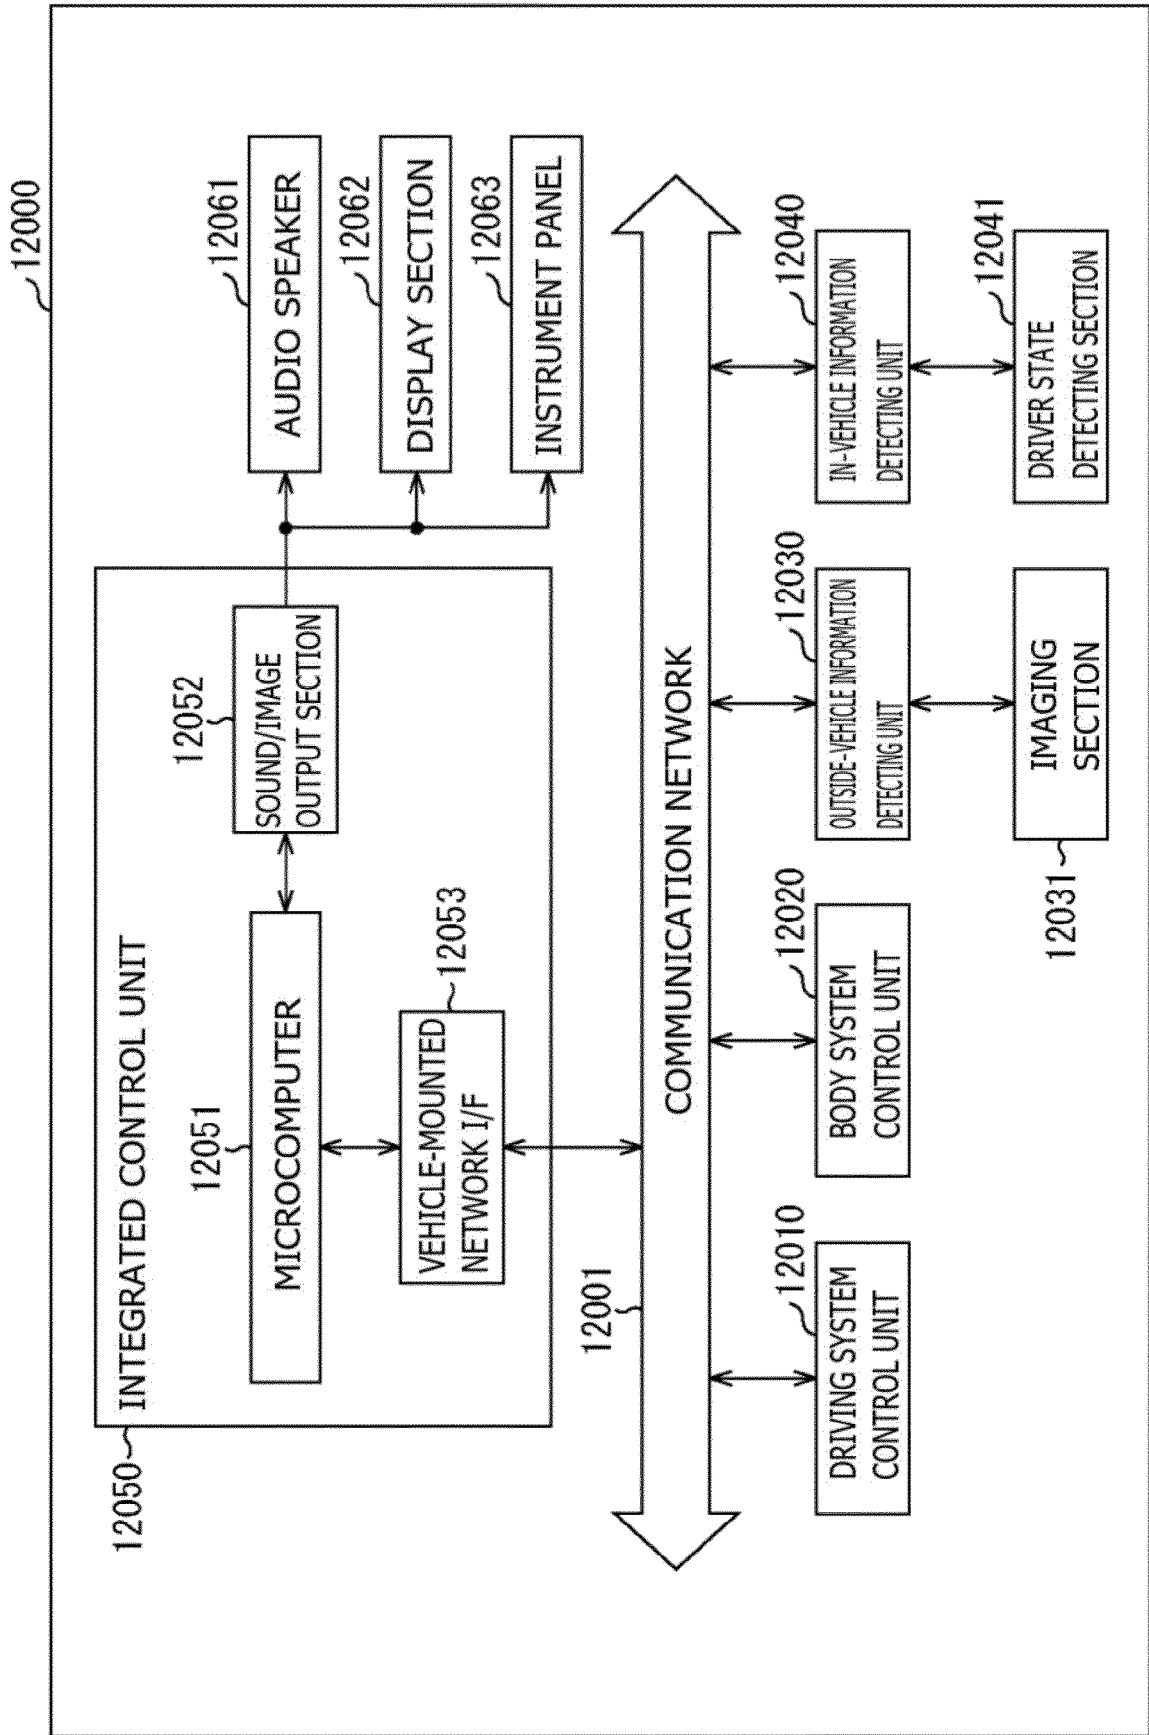 12000
12050
INTEGRATED CONTROL UNIT
12051
MICROCOMPUTER
12052
SOUND/IMAGE
OUTPUT SECTION
12053
VEHICLE-MOUNTED
NETWORK I/F
12061
AUDIO SPEAKER
12062
DISPLAY SECTION
12063
INSTRUMENT PANEL
12001
COMMUNICATION NETWORK
12010
DRIVING SYSTEM
CONTROL UNIT
12020
BODY SYSTEM
CONTROL UNIT
12030
OUTSIDE-VEHICLE INFORMATION
DETECTING UNIT
12040
IN-VEHICLE INFORMATION
DETECTING UNIT
12031
IMAGING
SECTION
12041
DRIVER STATE
DETECTING SECTION